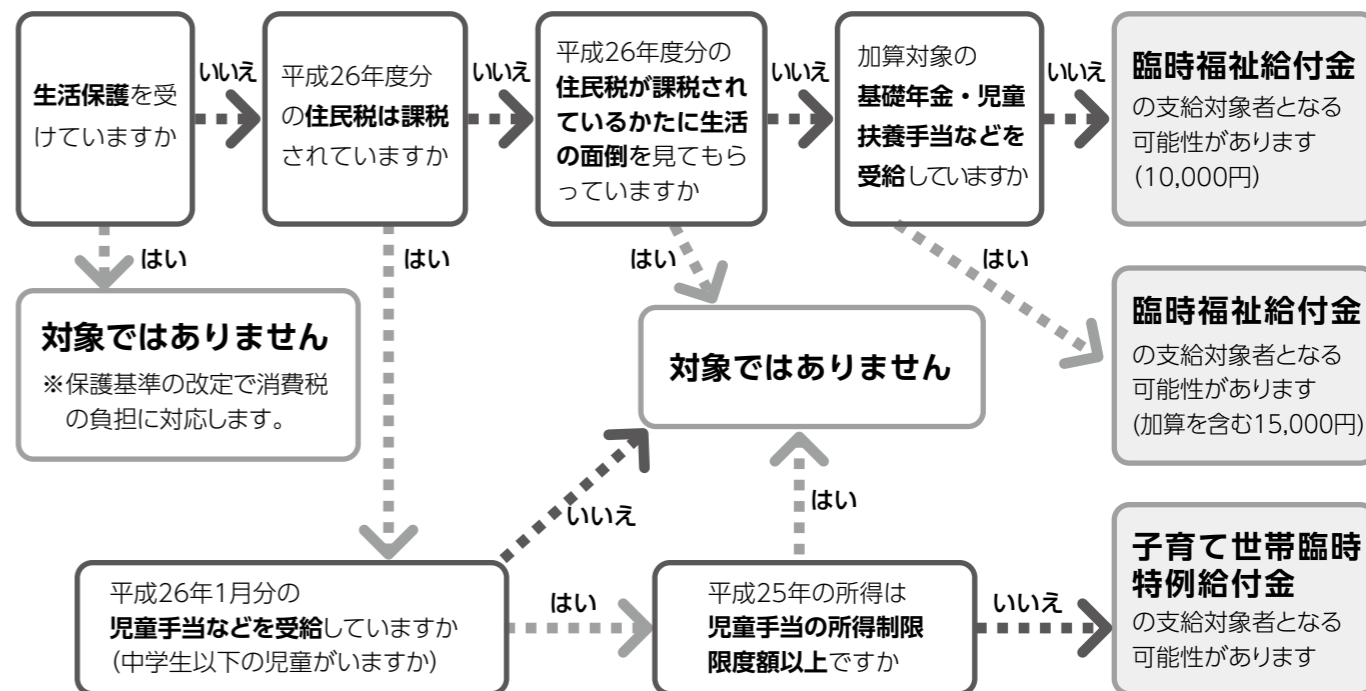 生活保護を受
けていますか
いいえ
平成26年度分
の住民税は課税
されていますか
いいえ
平成26年度分の
住民税が課税され
ているかたに生活
の面倒を見てもら
っていますか
いいえ
加算対象の
基礎年金・児童
扶養手当などを
受給していますか
いいえ
臨時福祉給付金
の支給対象者となる
可能性があります
(10,000円)
はい
はい
はい
はい
対象ではありません
※保護基準の改定で消費税
の負担に対応します。
対象ではありません
臨時福祉給付金
の支給対象者となる
可能性があります
(加算を含む15,000円)
いいえ
はい
平成26年1月分の
児童手当などを受給していますか
(中学生以下の児童がいますか)
はい
平成25年の所得は
児童手当の所得制限
限度額以上ですか
いいえ
子育て世帯臨時
特例給付金
の支給対象者となる
可能性があります